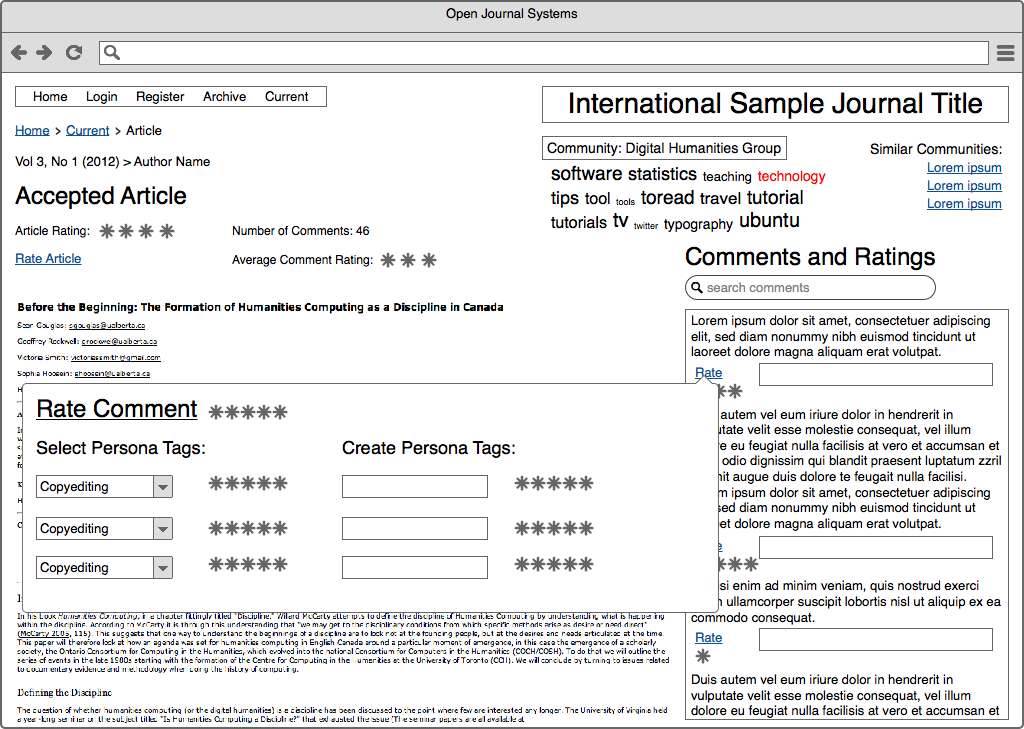 Open Journal Systems
Home Login Register Archive Current
Home > Current > Article
Vol 3, No 1 (2012) > Author Name
Accepted Article
Article Rating:
Number of Comments: 46
Rate Article
Average Comment Rating:
International Sample Journal Title
Community: Digital Humanities Group
software statistics teaching technology
tips tool tools toread travel tutorial
tutorials tv twitter typography ubuntu
Similar Communities:
Lorem ipsum
Lorem ipsum
Lorem ipsum
Comments and Ratings
search comments
Before the Beginning: The Formation of Humanities Computing as a Discipline in Canada
Sean Gouglas: sgouglas@ualberta.ca
Geoffrey Rockwell: grockwel@ualberta.ca
Victoria Smith: victoriassmith@gmail.com
Sophia Hoosein: shoosein@ualberta.ca
Rate Comment
Select Persona Tags:
Create Persona Tags:
Copyediting
Copyediting
Copyediting
In his book Humanities Computing, in a chapter fittingly titled "Discipline," Willard McCarty attempts to define the discipline of Humanities Computing by understanding what is happening
within the discipline. According to McCarty it is through this understanding that "we may get to the disciplinary conditions from which specific methods arise as desire or need direct"
(McCarty 2005, 115). This suggests that one way to understand the beginnings of a discipline are to look not at the founding people, but at the desires and needs articulated at the time.
This paper will therefore look at how an agenda was set for humanities computing in English Canada around a particular moment of emergence, in this case the emergence of a scholarly
society, the Ontario Consortium for Computing in the Humanities, which evolved into the national Consortium for Computers in the Humanities (COCH/COSH). To do that we will outline the
series of events in the late 1980s starting with the formation of the Centre for Computing in the Humanities at the University of Toronto (CCH). We will conclude by turning to issues related
to documentary evidence and methodology when doing the history of computing.
Defining the Discipline
The question of whether humanities computing (or the digital humanities) is a discipline has been discussed to the point where few are interested any longer. The University of Virginia held
a year-long seminar on the subject titled "Is Humanities Computing a Discipline?" that exhausted the issue (The seminar papers are all available at
Lorem ipsum dolor sit amet, consectetuer adipiscing
elit, sed diam nonummy nibh euismod tincidunt ut
laoreet dolore magna aliquam erat volutpat.
Rate
autem vel eum iriure dolor in hendrerit in
molestie consequat, vel illum
eu feugiat nulla facilisis at vero et accumsan et
odio dignissim qui blandit praesent luptatum zzril
augue duis dolore te feugait nulla facilisi.
ipsum dolor sit amet, consectetuer adipiscing
sed diam nonummy nibh euismod tincidunt ut
dolore magna aliquam erat volutpat.
enim ad minim veniam, quis nostrud exerci
ullamcorper suscipit lobortis nisl ut aliquip ex ea
commodo consequat.
Rate
Duis autem vel eum iriure dolor in hendrerit in
vulputate velit esse molestie consequat, vel illum
dolore eu feugiat nulla facilisis at vero et accumsan et